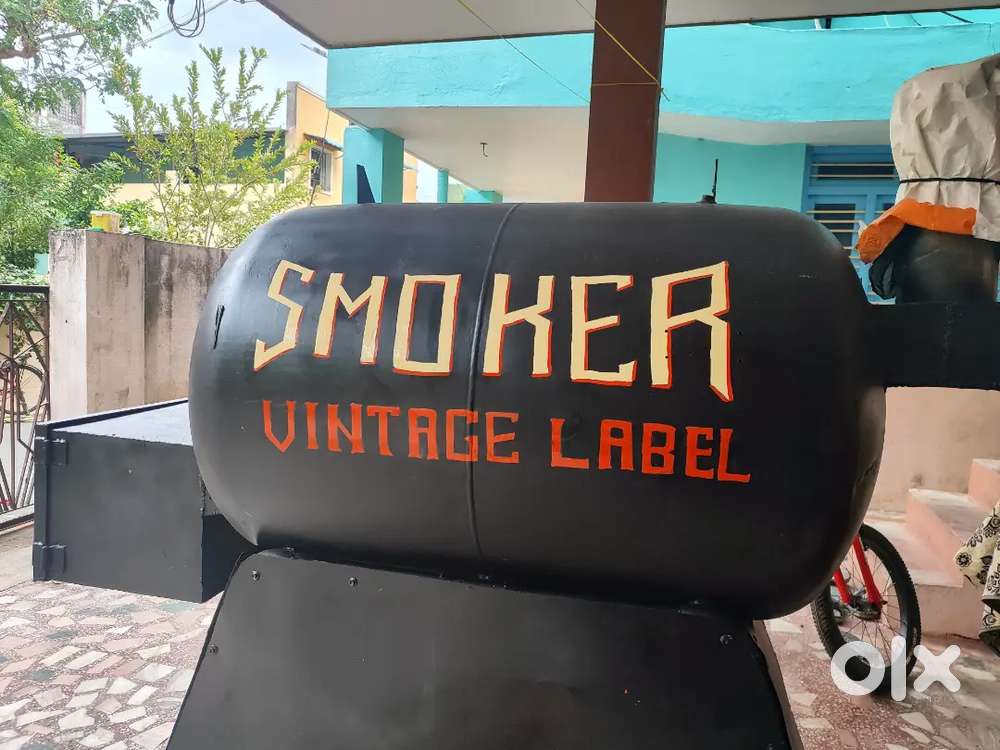 SMOKER
VINTAGE LABEL
olx